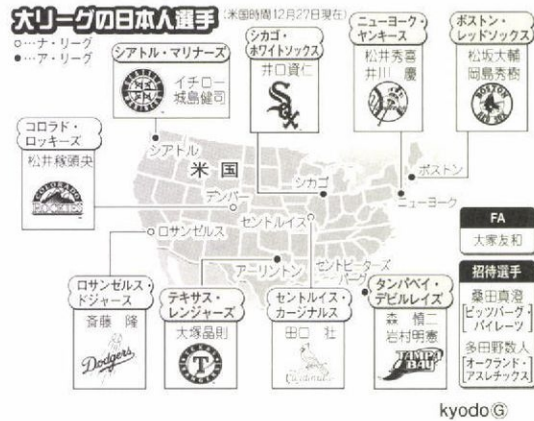 大リーグの日本人選手
(米国時間12月27日現在)
○…ナ・リーグ
●…ア・リーグ
シアトル・マリナーズ
イチロー
城島健司
シカゴ・
ホワイトソックス
井口資仁
Sox
ニューヨーク・
ヤンキース
松井秀喜
井川 慶
ボストン・
レッドソックス
松坂大輔
岡島秀樹
BOSTON
RED SOX
コロラド・
ロッキーズ
松井稼頭央
COLORADO
ROCKIES
シアトル
米国
シカゴ
ボストン
ニューヨーク
デンバー
セントルイス
ロサンゼルス
アーリントン
セントピーターズ
バーグ
FA
大家友和
招待選手
桑田真澄
[ピッツバーグ・
パイレーツ]
多田野数人
[オークランド・
アスレチックス]
ロサンゼルス・
ドジャース
斎藤 隆
Dodgers
テキサス・
レンジャーズ
大塚晶則
T
セントルイス・
カージナルス
田口 壮
Cardinals
タンパベイ・
デビルレイズ
森 慎二
岩村明憲
TAMPA
BAY
kyodoⒼ